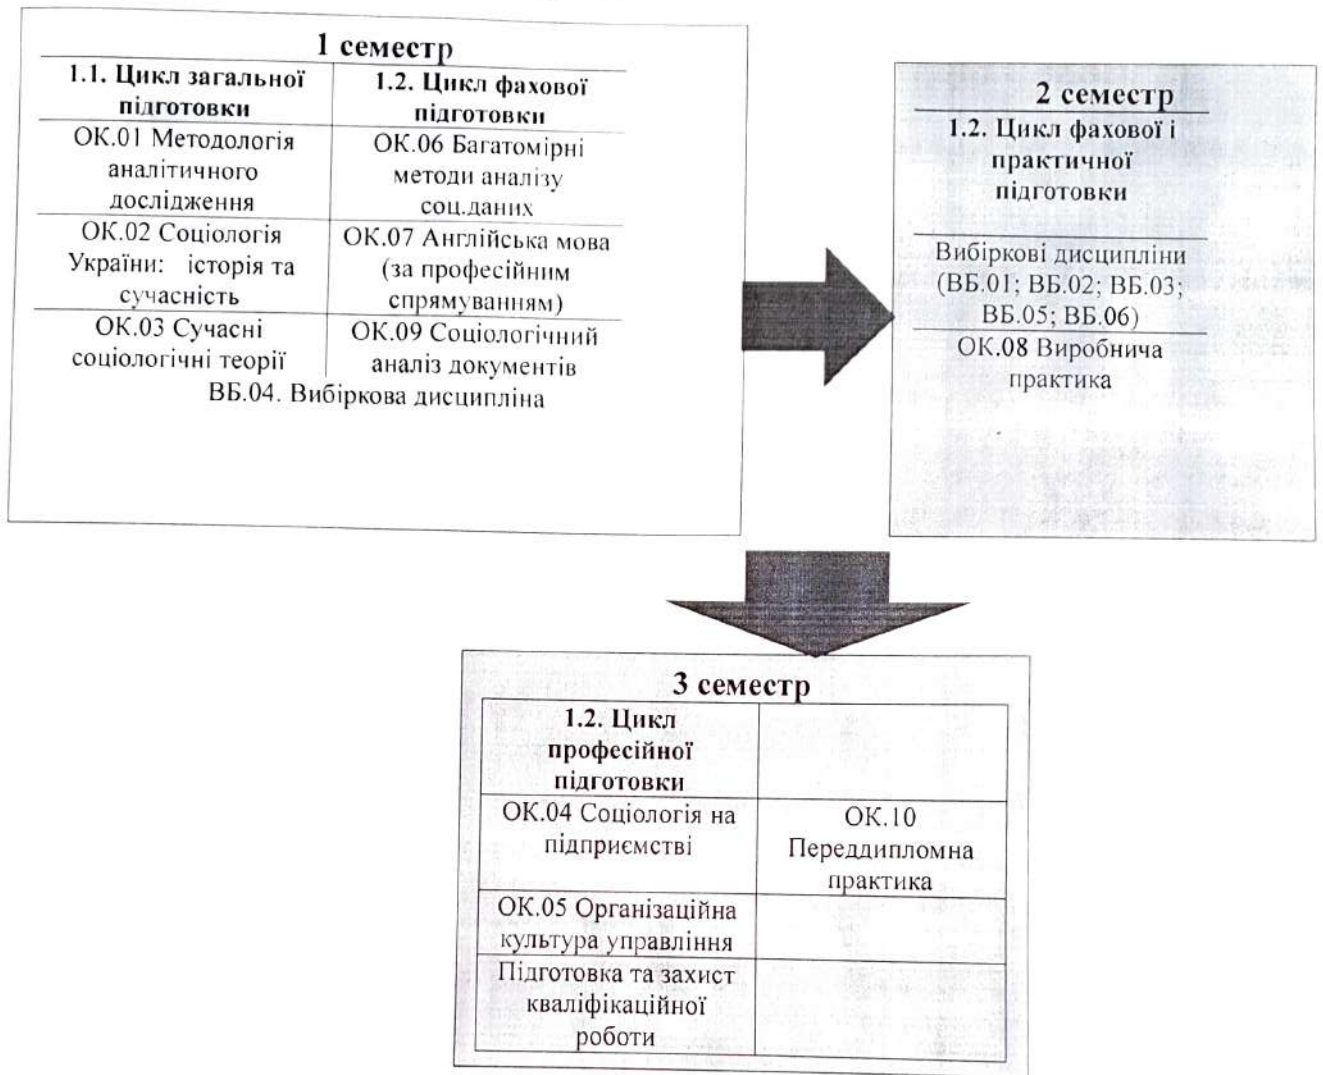 1 семестр
1.1. Цикл загальної
підготовки
1.2. Цикл фахової
підготовки
ОК.01 Методологія
аналітичного
дослідження
ОК.06 Багатомірні
методи аналізу
соц.даних
ОК.02 Соціологія
України: історія та
сучасність
ОК.07 Англійська мова
(за професійним
спрямуванням)
ОК.03 Сучасні
соціологічні теорії
ОК.09 Соціологічний
аналіз документів
ВБ.04. Вибіркова дисципліна
2 семестр
1.2. Цикл фахової і
практичної
підготовки
Вибіркові дисципліни
(ВБ.01; ВБ.02; ВБ.03;
ВБ.05; ВБ.06)
ОК.08 Виробнича
практика
3 семестр
1.2. Цикл
професійної
підготовки
ОК.04 Соціологія на
підприємстві
ОК.10
Переддипломна
практика
ОК.05 Організаційна
культура управління
Підготовка та захист
кваліфікаційної
роботи